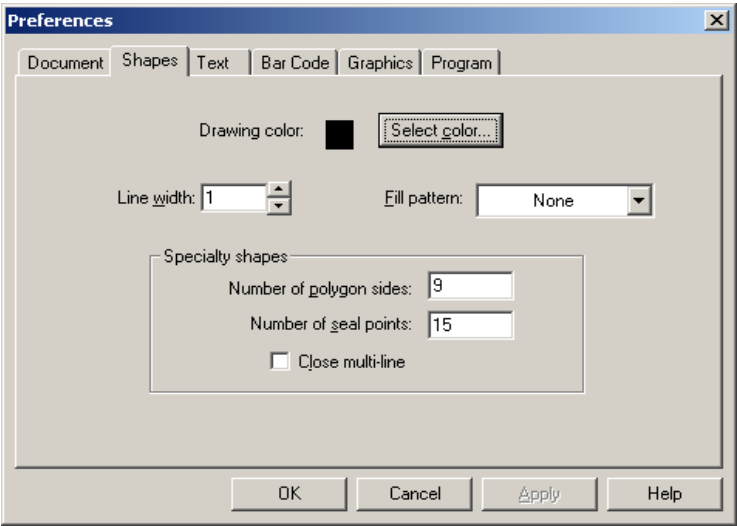 Preferences
Document Shapes Text Bar Code Graphics Program
Drawing color: Select color...
Line width: 1 Fill pattern: None
Specialty shapes
Number of polygon sides: 9
Number of seal points: 15
Close multi-line
OK Cancel Apply Help